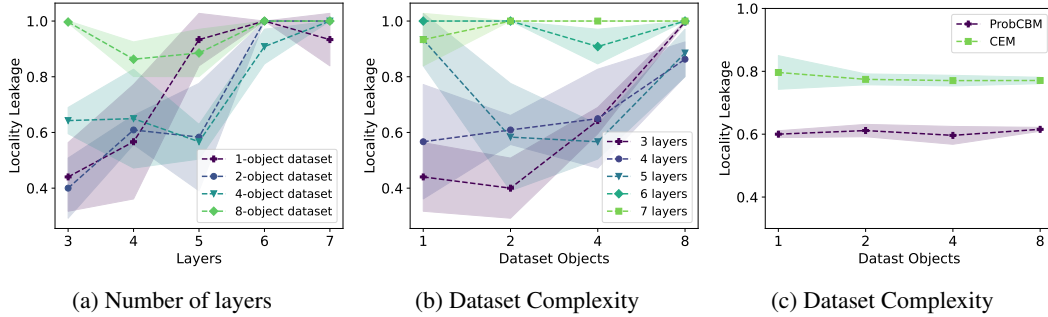 Locality Leakage
1.0
0.8
0.6
0.4
1-object dataset
2-object dataset
4-object dataset
8-object dataset
3 4 5 6 7
Layers
(a) Number of layers
Locality Leakage
1.0
0.8
0.6
0.4
3 layers
4 layers
5 layers
6 layers
7 layers
1 2 4 8
Dataset Objects
(b) Dataset Complexity
Locality Leakage
1.0
0.8
0.6
0.4
ProbCBM
CEM
1 2 4 8
Datast Objects
(c) Dataset Complexity